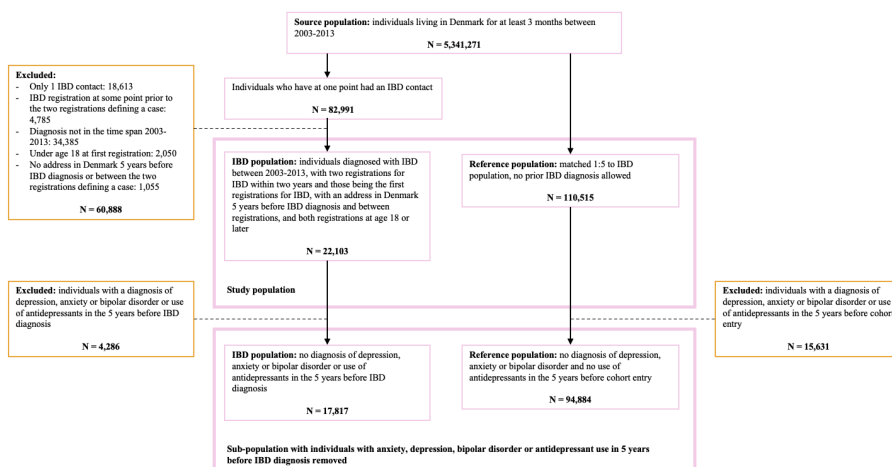 Source population: individuals living in Denmark for at least 3 months between
2003-2013
N = 5,341,271
Excluded:
- Only 1 IBD contact: 18,613
- IBD registration at some point prior to
the two registrations defining a case:
4,785
- Diagnosis not in the time span 2003-
2013: 34,385
- Under age 18 at first registration: 2,050
- No address in Denmark 5 years before
IBD diagnosis or between the two
registrations defining a case: 1,055
N = 60,888
Individuals who have at one point had an IBD contact
N = 82,991
IBD population: individuals diagnosed with IBD
between 2003-2013, with two registrations for
IBD within two years and those being the first
registrations for IBD, with an address in Denmark
5 years before IBD diagnosis and between
registrations, and both registrations at age 18 or
later
N = 22,103
Reference population: matched 1:5 to IBD
population, no prior IBD diagnosis allowed
N = 110,515
Study population
Excluded: individuals with a diagnosis of
depression, anxiety or bipolar disorder or use
of antidepressants in the 5 years before IBD
diagnosis
N = 4,286
Excluded: individuals with a diagnosis of
depression, anxiety or bipolar disorder or use
of antidepressants in the 5 years before cohor
entry
N = 15,631
IBD population: no diagnosis of depression,
anxiety or bipolar disorder or use of
antidepressants in the 5 years before IBD
diagnosis
N = 17,817
Reference population: no diagnosis of depression,
anxiety or bipolar disorder and no use of
antidepressants in the 5 years before cohort entry
N = 94,884
Sub-population with individuals with anxiety, depression, bipolar disorder or antidepressant use in 5 years
before IBD diagnosis removed